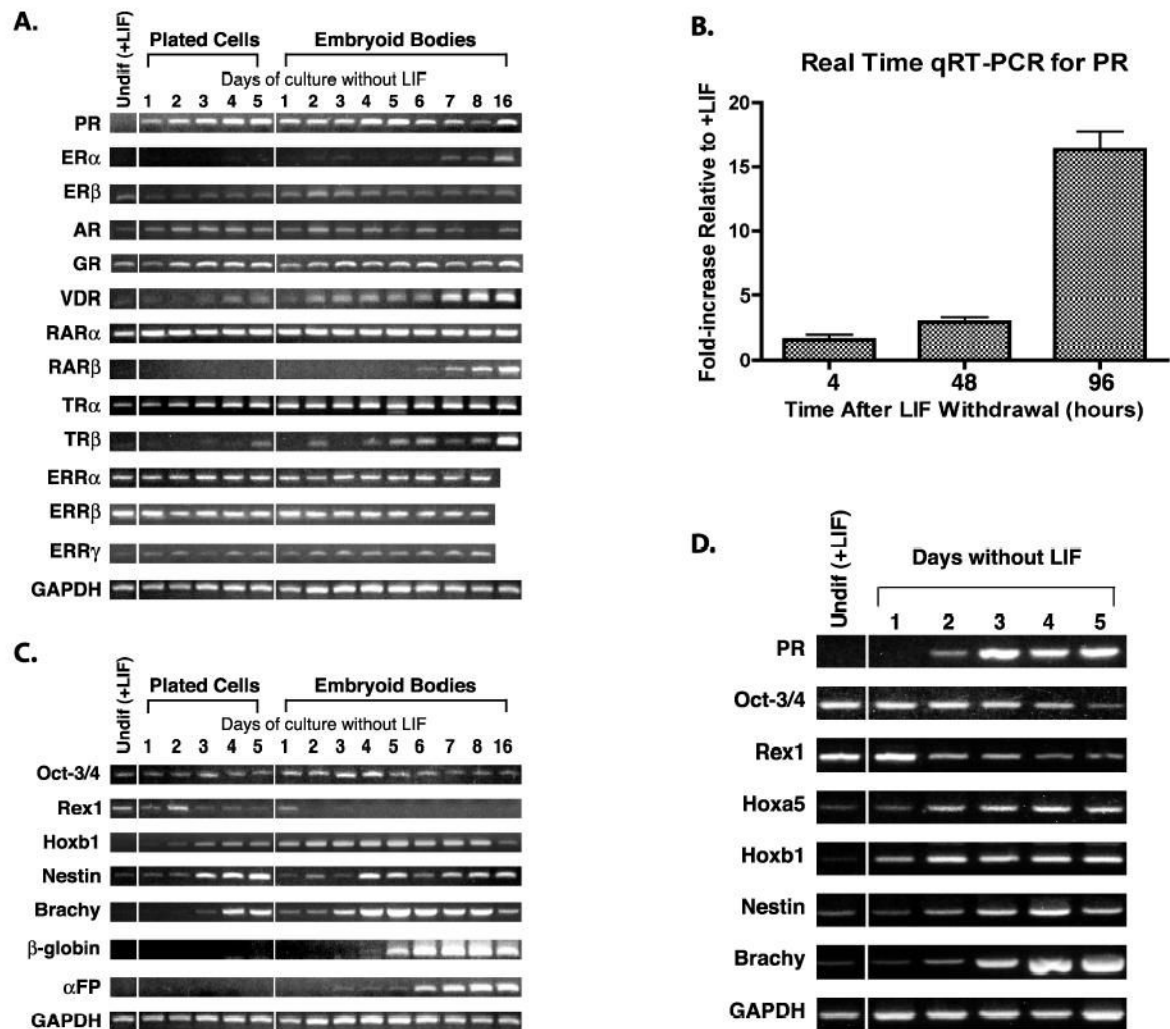 A.
Undif (+LIF)
Plated Cells Embryoid Bodies
Days of culture without LIF
1 2 3 4 5 1 2 3 4 5 6 7 8 16
PR
ERα
ERβ
AR
GR
VDR
RARα
RARβ
TRα
TRβ
ERRα
ERRβ
ERRγ
GAPDH
B.
Real Time qRT-PCR for PR
Fold-increase Relative to +LIF
20
15
10
5
0
4 48 96
Time After LIF Withdrawal (hours)
C.
Undif (+LIF)
Plated Cells Embryoid Bodies
Days of culture without LIF
1 2 3 4 5 1 2 3 4 5 6 7 8 16
Oct-3/4
Rex1
Hoxb1
Nestin
Brachy
β-globin
αFP
GAPDH
D.
Undif (+LIF)
Days without LIF
1 2 3 4 5
PR
Oct-3/4
Rex1
Hoxa5
Hoxb1
Nestin
Brachy
GAPDH